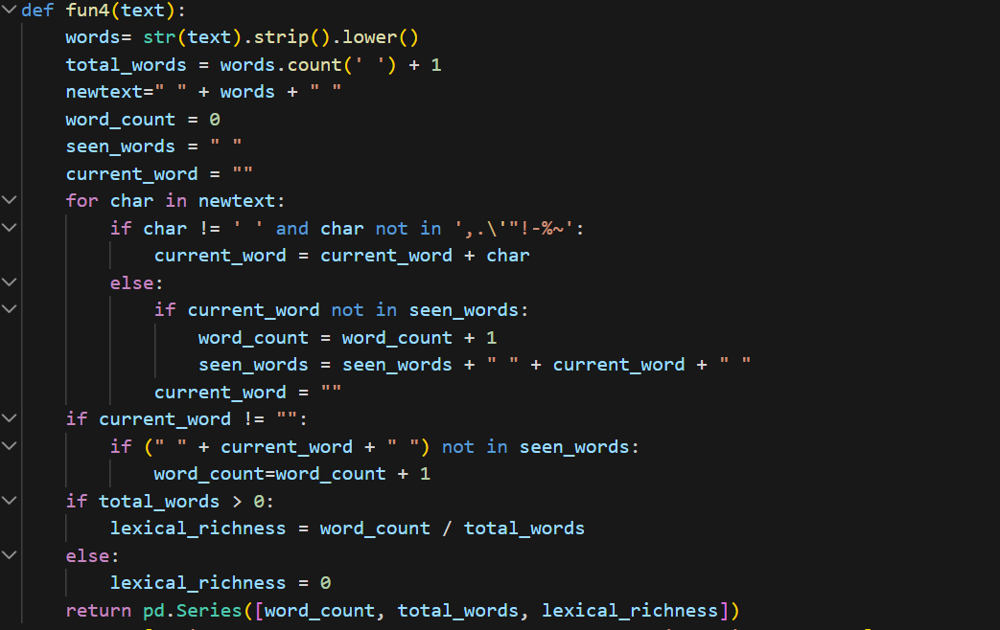 def fun4(text):
    words= str(text).strip().lower()
    total_words = words.count(' ') + 1
    newtext=" " + words + " "
    word_count = 0
    seen_words = " "
    current_word = ""
    for char in newtext:
        if char != ' ' and char not in ',.\'"!-%~':
            current_word = current_word + char
        else:
            if current_word not in seen_words:
                word_count = word_count + 1
                seen_words = seen_words + " " + current_word + " "
            current_word = ""
    if current_word != "":
        if (" " + current_word + " ") not in seen_words:
            word_count=word_count + 1
    if total_words > 0:
        lexical_richness = word_count / total_words
    else:
        lexical_richness = 0
    return pd.Series([word_count, total_words, lexical_richness])